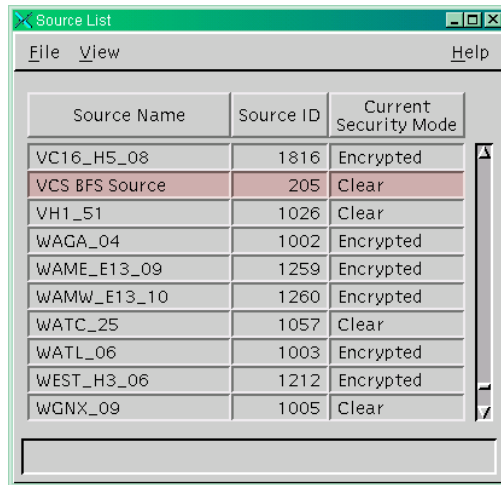 Source List
File View Help
Source Name Source ID Current Security Mode
VC16_H5_08 1816 Encrypted
VCS BFS Source 205 Clear
VH1_51 1026 Clear
WAGA_04 1002 Encrypted
WAME_E13_09 1259 Encrypted
WAMW_E13_10 1260 Encrypted
WATC_25 1057 Clear
WATL_06 1003 Encrypted
WEST_H3_06 1212 Encrypted
WGNX_09 1005 Clear